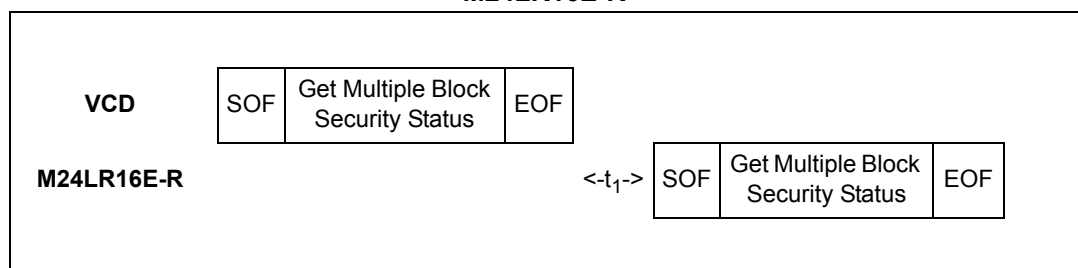 VCD SOF Get Multiple Block Security Status EOF
M24LR16E-R <-t1-> SOF Get Multiple Block Security Status EOF